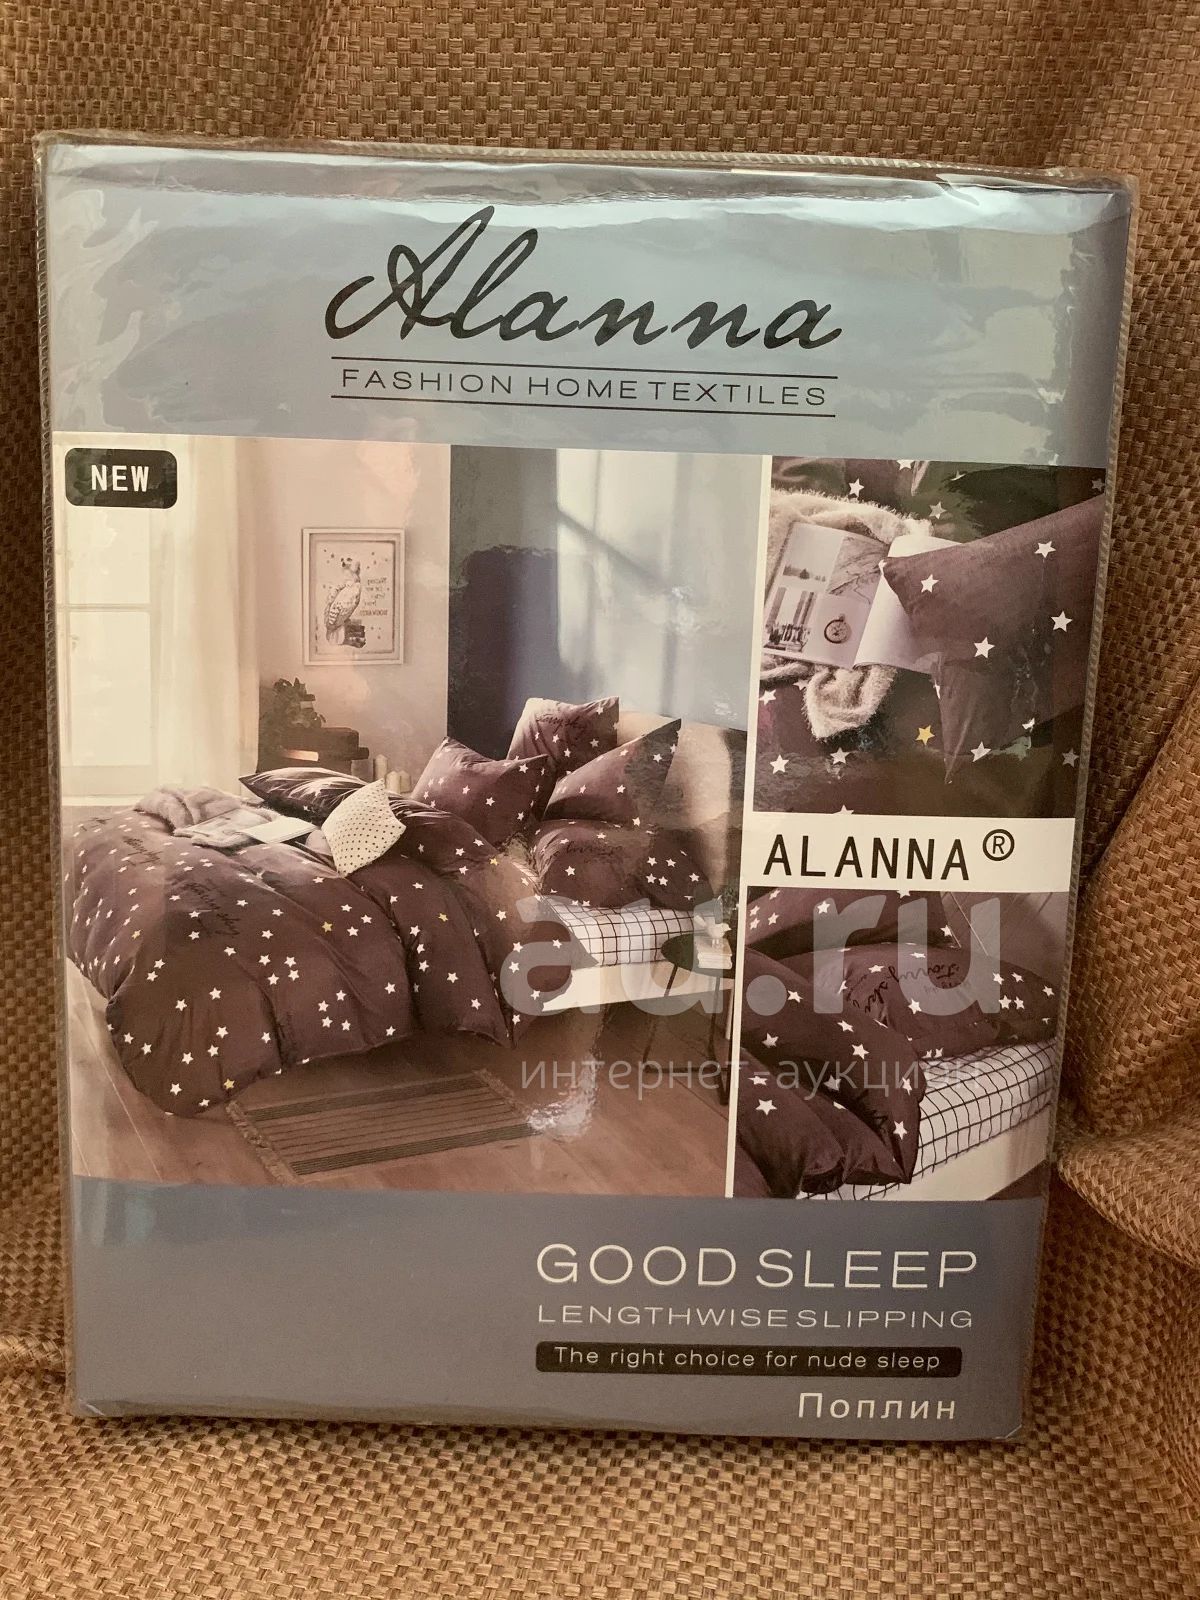 Alanna
FASHION HOME TEXTILES
NEW
ALANNA®
au.ru
интернет-аукцион
GOOD SLEEP
LENGTHWISE SLIPPING
The right choice for nude sleep
Поплин